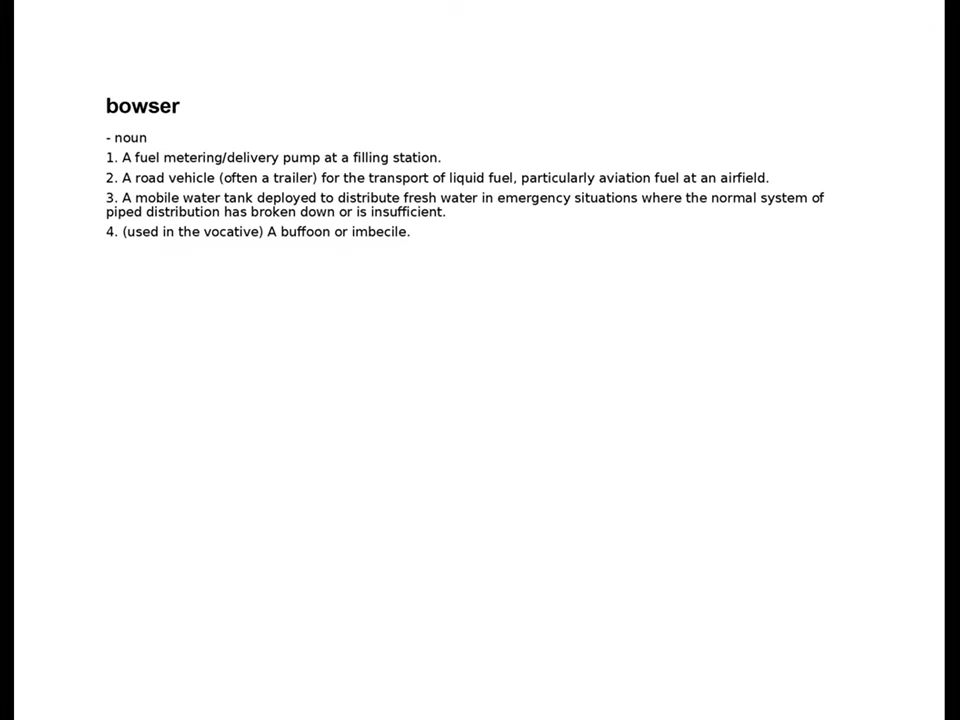 bowser
- noun
1. A fuel metering/delivery pump at a filling station.
2. A road vehicle (often a trailer) for the transport of liquid fuel, particularly aviation fuel at an airfield.
3. A mobile water tank deployed to distribute fresh water in emergency situations where the normal system of
piped distribution has broken down or is insufficient.
4. (used in the vocative) A buffoon or imbecile.